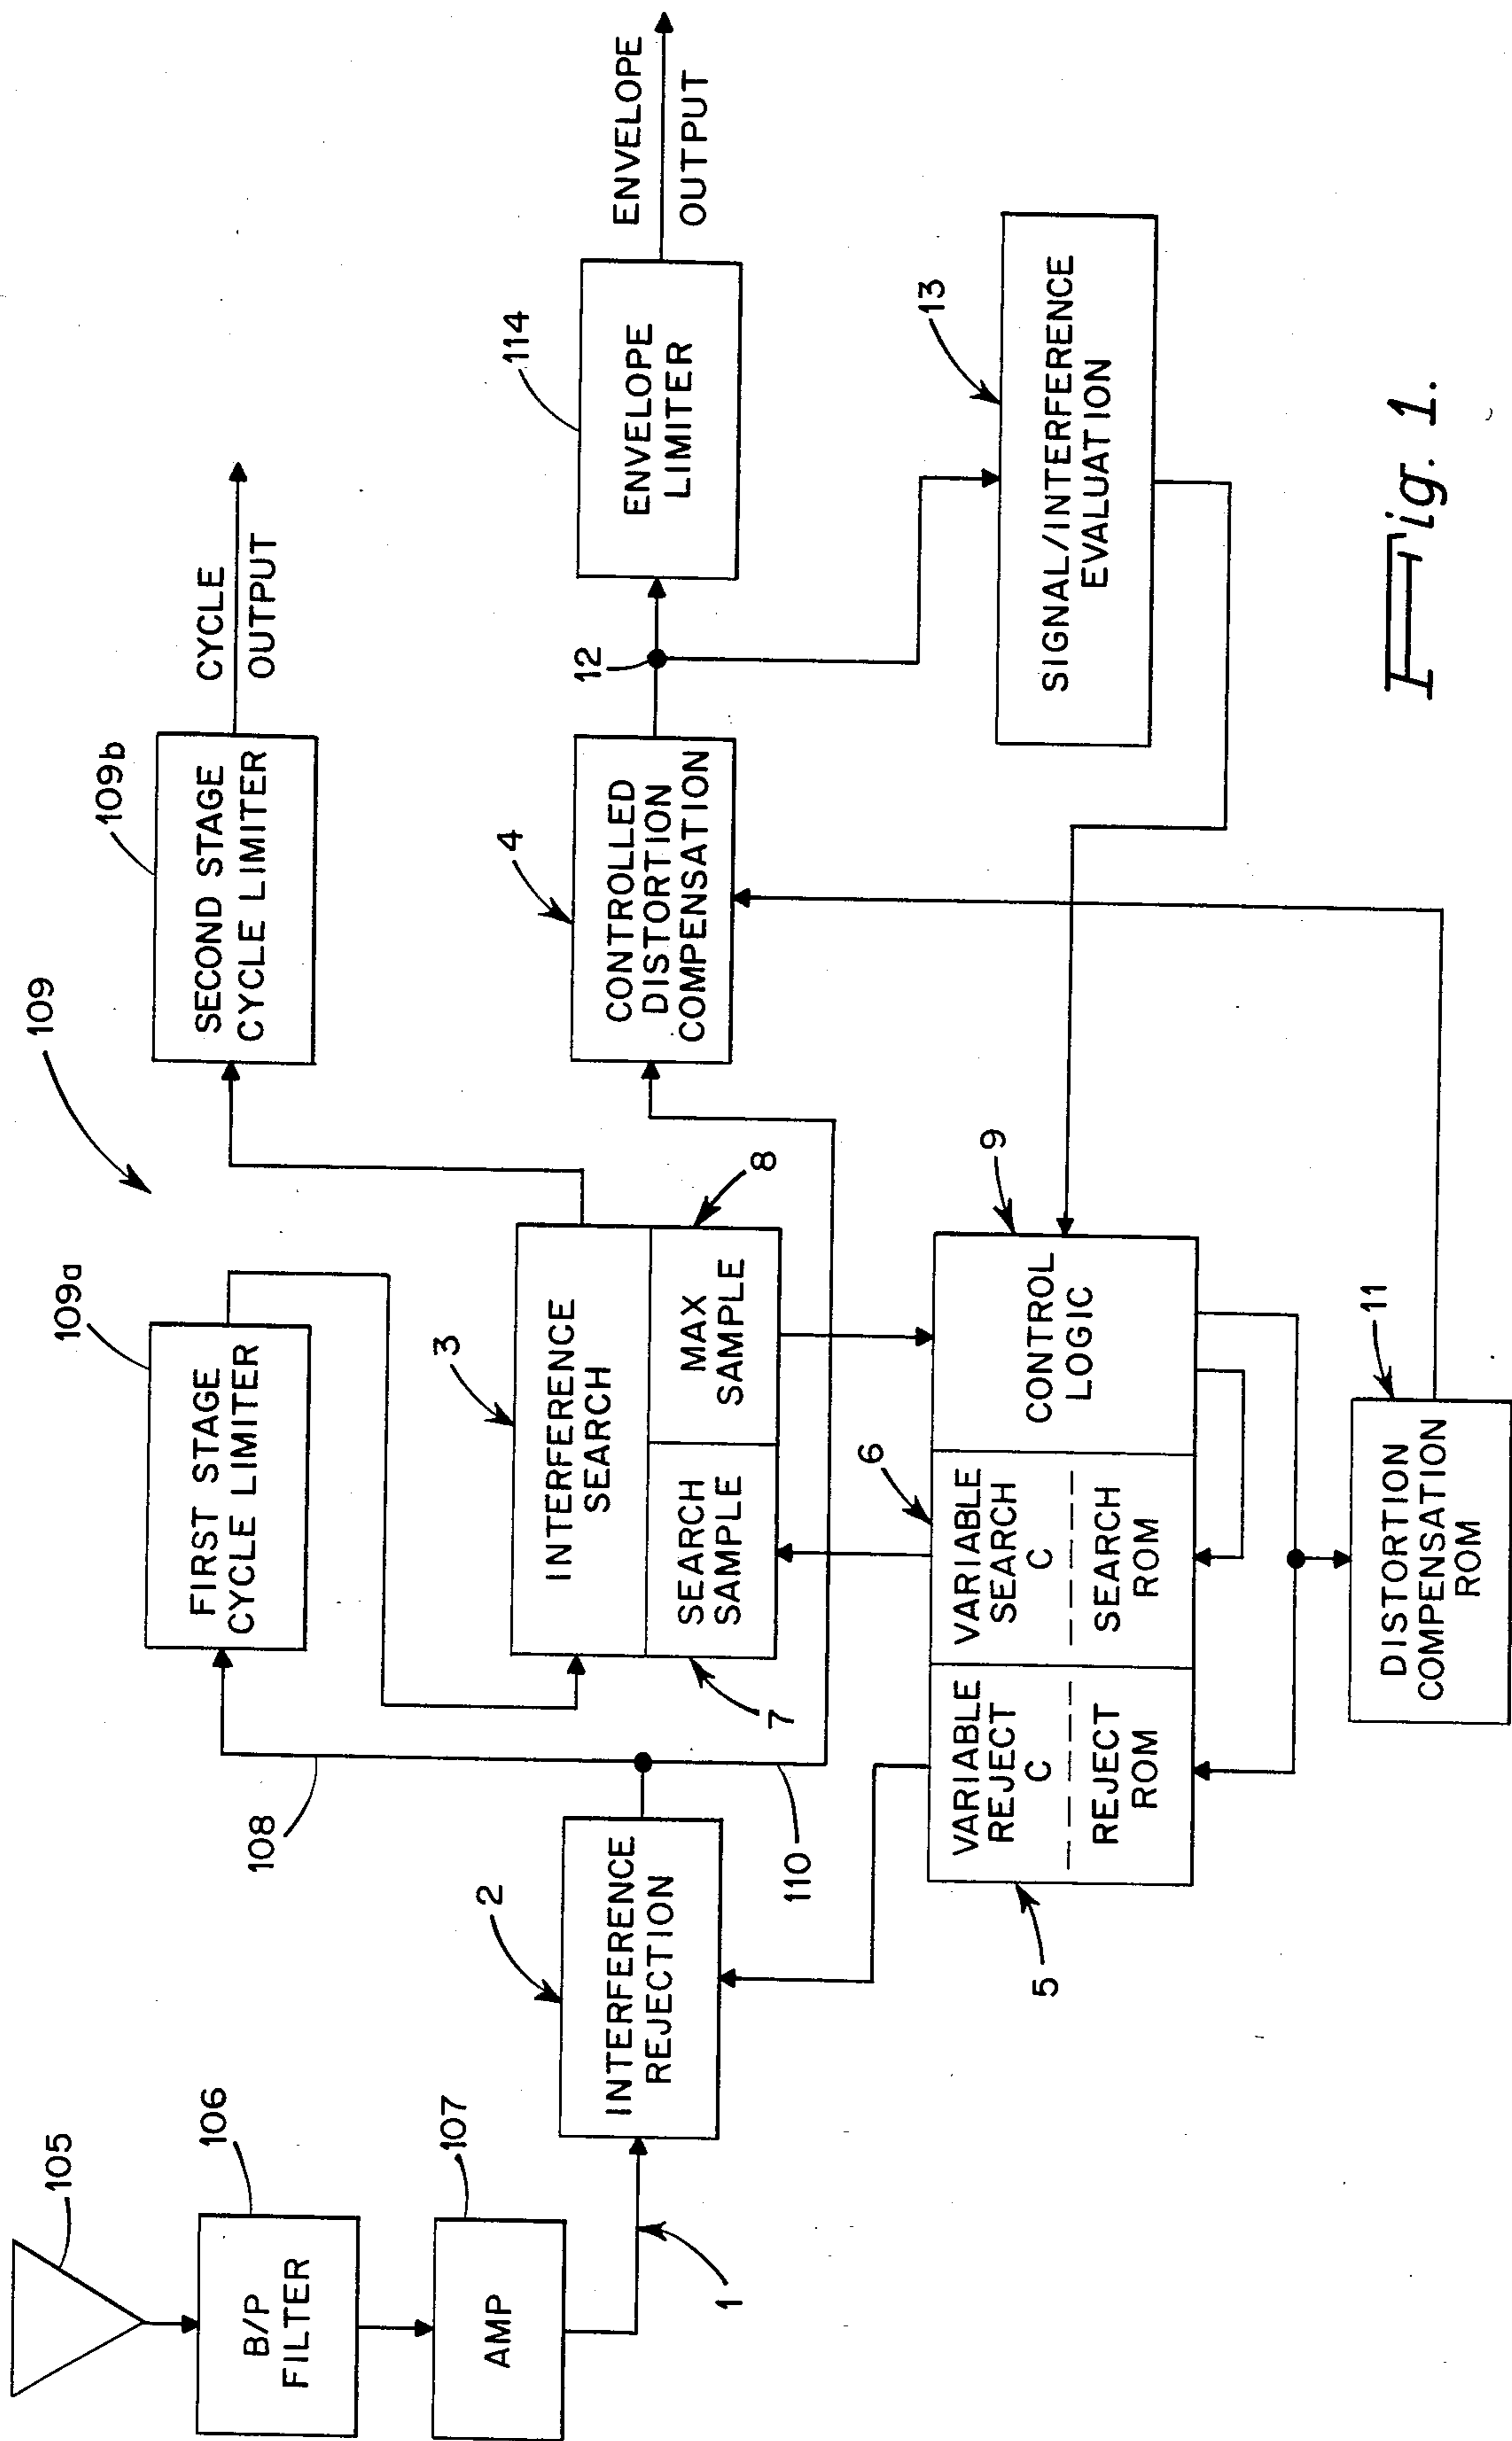 105
106
B/P
FILTER
107
AMP
1
2
INTERFERENCE
REJECTION
108
110
109
109a
FIRST STAGE
CYCLE LIMITER
109b
SECOND STAGE
CYCLE LIMITER
CYCLE
OUTPUT
3
INTERFERENCE
SEARCH
SEARCH
SAMPLE
7
MAX
SAMPLE
8
4
CONTROLLED
DISTORTION
COMPENSATION
12
114
ENVELOPE
LIMITER
ENVELOPE
OUTPUT
5
VARIABLE
REJECT
C
REJECT
ROM
6
VARIABLE
SEARCH
C
SEARCH
ROM
9
CONTROL
LOGIC
13
SIGNAL/INTERFERENCE
EVALUATION
11
DISTORTION
COMPENSATION
ROM
Fig. 1.